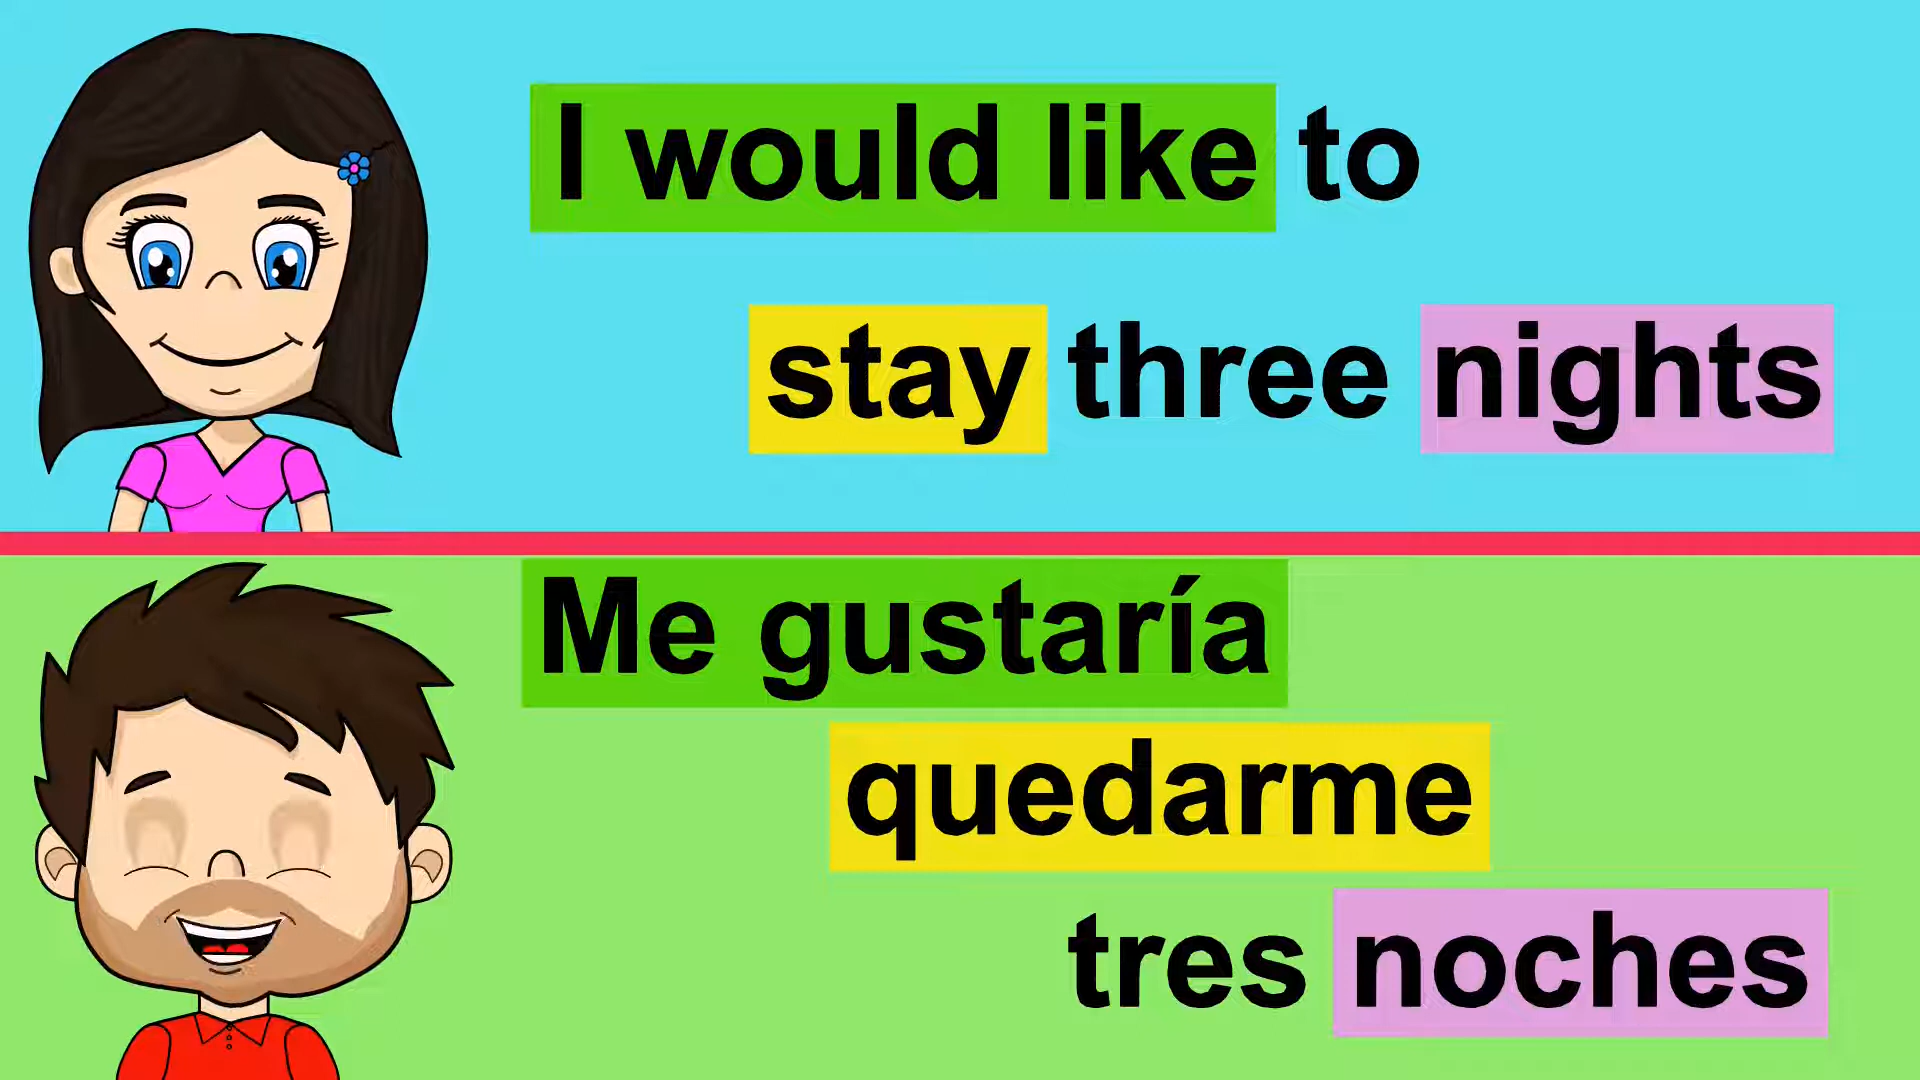 I would like to
stay three nights
Me gustaría
quedarme
tres noches